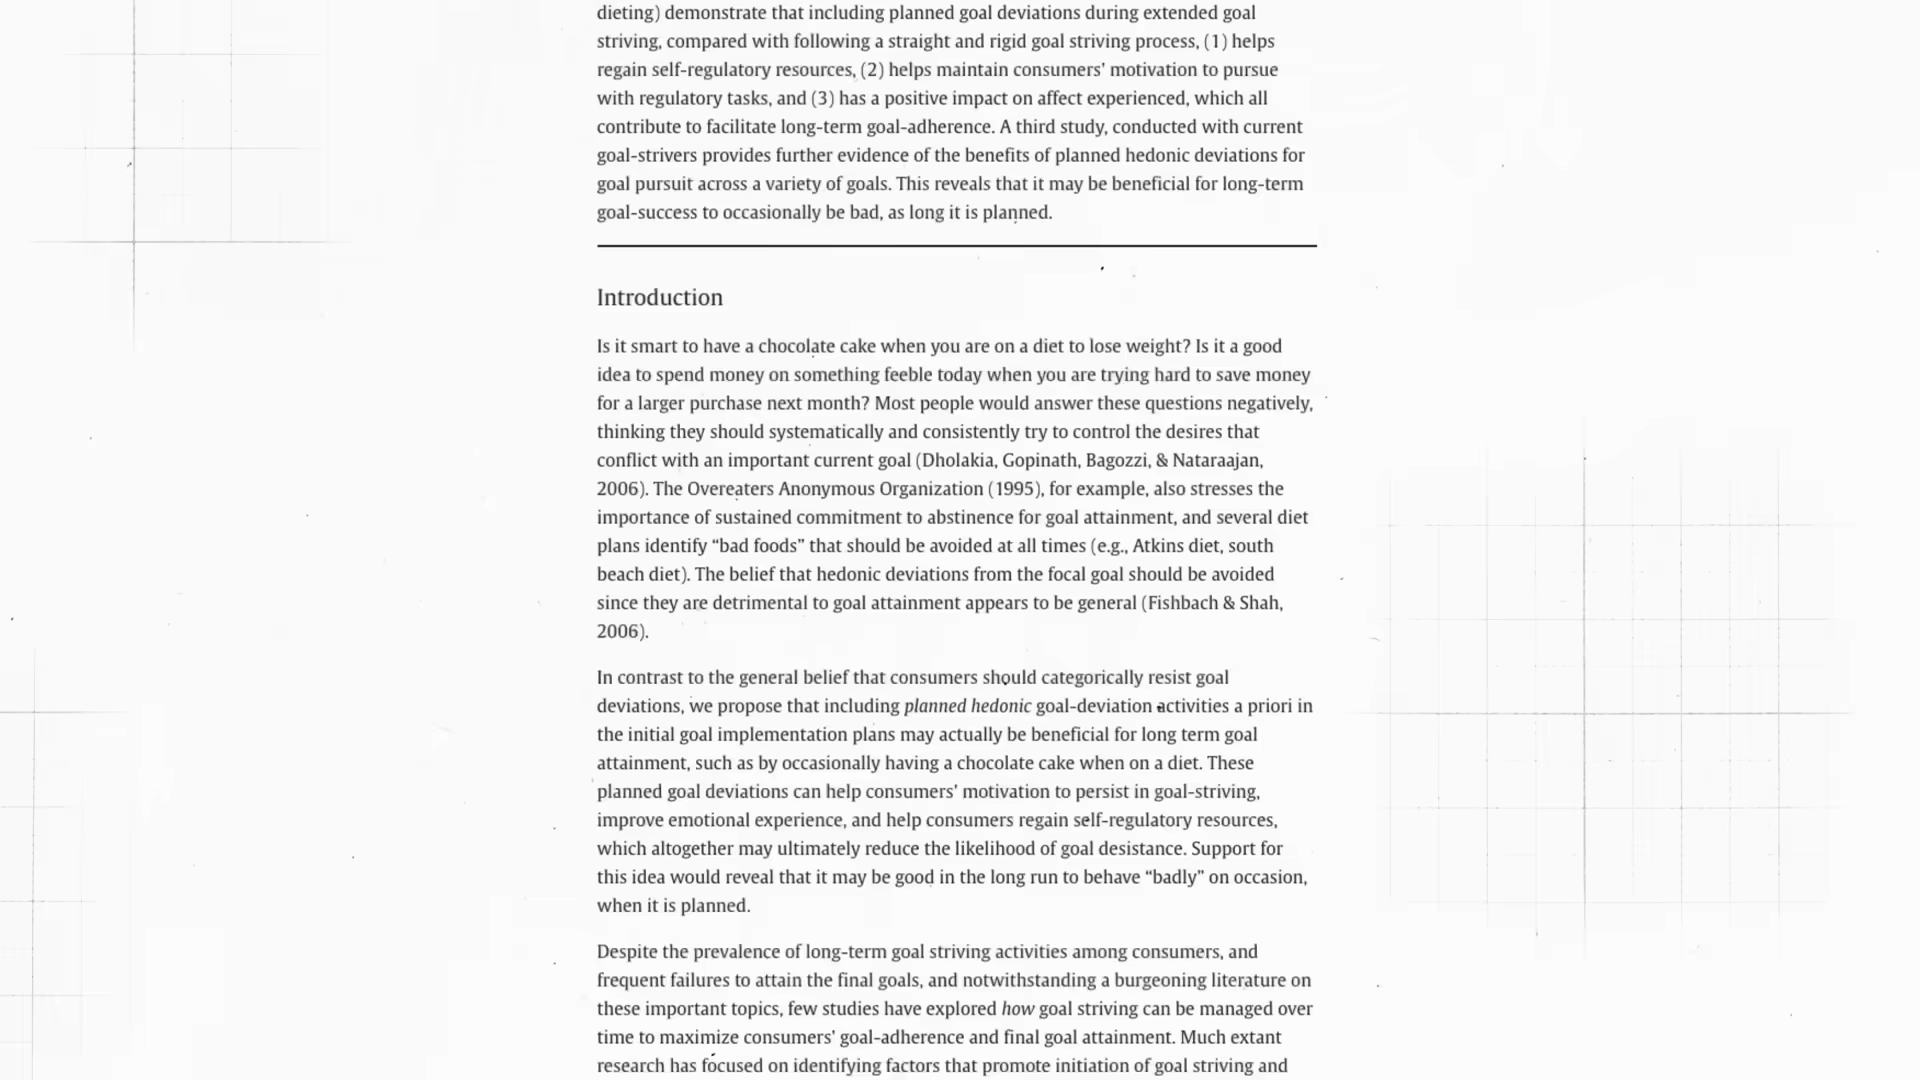 dieting) demonstrate that including planned goal deviations during extended goal
striving, compared with following a straight and rigid goal striving process, (1) helps
regain self-regulatory resources, (2) helps maintain consumers' motivation to pursue
with regulatory tasks, and (3) has a positive impact on affect experienced, which all
contribute to facilitate long-term goal-adherence. A third study, conducted with current
goal-strivers provides further evidence of the benefits of planned hedonic deviations for
goal pursuit across a variety of goals. This reveals that it may be beneficial for long-term
goal-success to occasionally be bad, as long it is planned.
Introduction
Is it smart to have a chocolate cake when you are on a diet to lose weight? Is it a good
idea to spend money on something feeble today when you are trying hard to save money
for a larger purchase next month? Most people would answer these questions negatively,
thinking they should systematically and consistently try to control the desires that
conflict with an important current goal (Dholakia, Gopinath, Bagozzi, & Nataraajan,
2006). The Overeaters Anonymous Organization (1995), for example, also stresses the
importance of sustained commitment to abstinence for goal attainment, and several diet
plans identify “bad foods” that should be avoided at all times (e.g., Atkins diet, south
beach diet). The belief that hedonic deviations from the focal goal should be avoided
since they are detrimental to goal attainment appears to be general (Fishbach & Shah,
2006).
In contrast to the general belief that consumers should categorically resist goal
deviations, we propose that including planned hedonic goal-deviation activities a priori in
the initial goal implementation plans may actually be beneficial for long term goal
attainment, such as by occasionally having a chocolate cake when on a diet. These
planned goal deviations can help consumers' motivation to persist in goal-striving,
improve emotional experience, and help consumers regain self-regulatory resources,
which altogether may ultimately reduce the likelihood of goal desistance. Support for
this idea would reveal that it may be good in the long run to behave “badly” on occasion,
when it is planned.
Despite the prevalence of long-term goal striving activities among consumers, and
frequent failures to attain the final goals, and notwithstanding a burgeoning literature on
these important topics, few studies have explored how goal striving can be managed over
time to maximize consumers' goal-adherence and final goal attainment. Much extant
research has focused on identifying factors that promote initiation of goal striving and